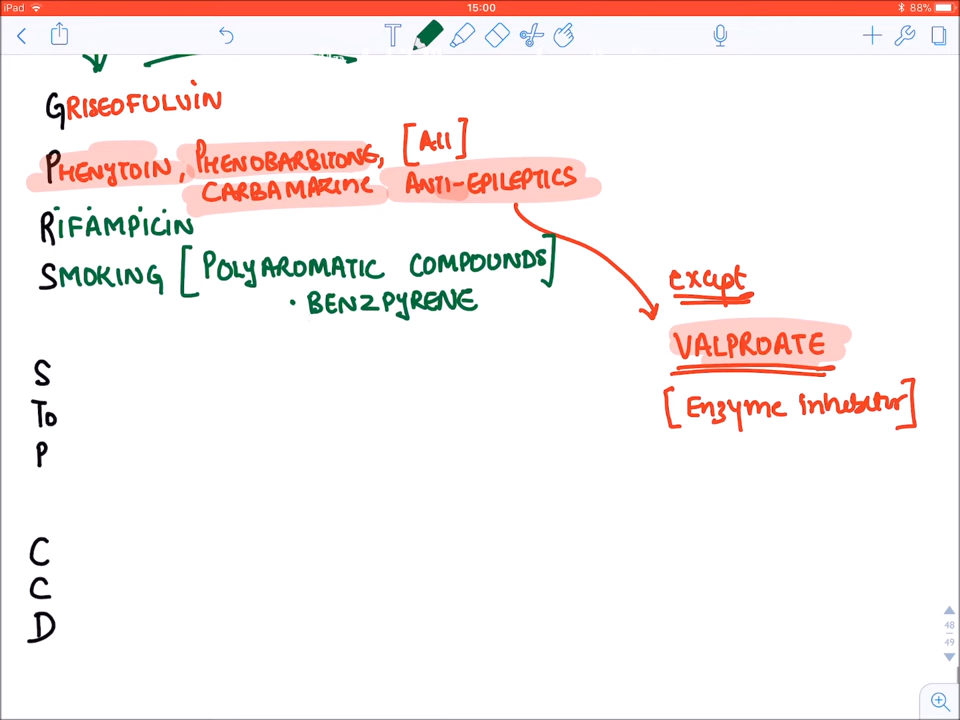 iPad 15:00 88%
GRISEOFULVIN
PHENYTOIN, PHENOBARBITONE, [All]
CARBAMAZINE ANTI-EPILEPTICS
RIFAMPICIN
SMOKING [POLYAROMATIC COMPOUNDS]
• BENZPYRENE
except
VALPROATE
[Enzyme inhibitor]
S
To
P
C
C
D
48
49